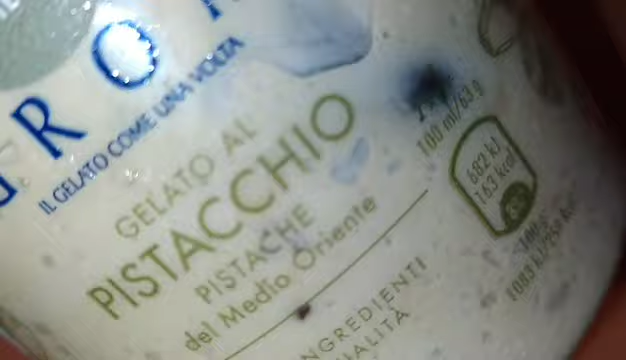 IL GELATO COME UNA VOLTA
GELATO AL
PISTACCHIO
PISTACHE
del Medio Oriente
INGREDIENTI
100 ml/63 g
682 kJ
163 kcal
100 g